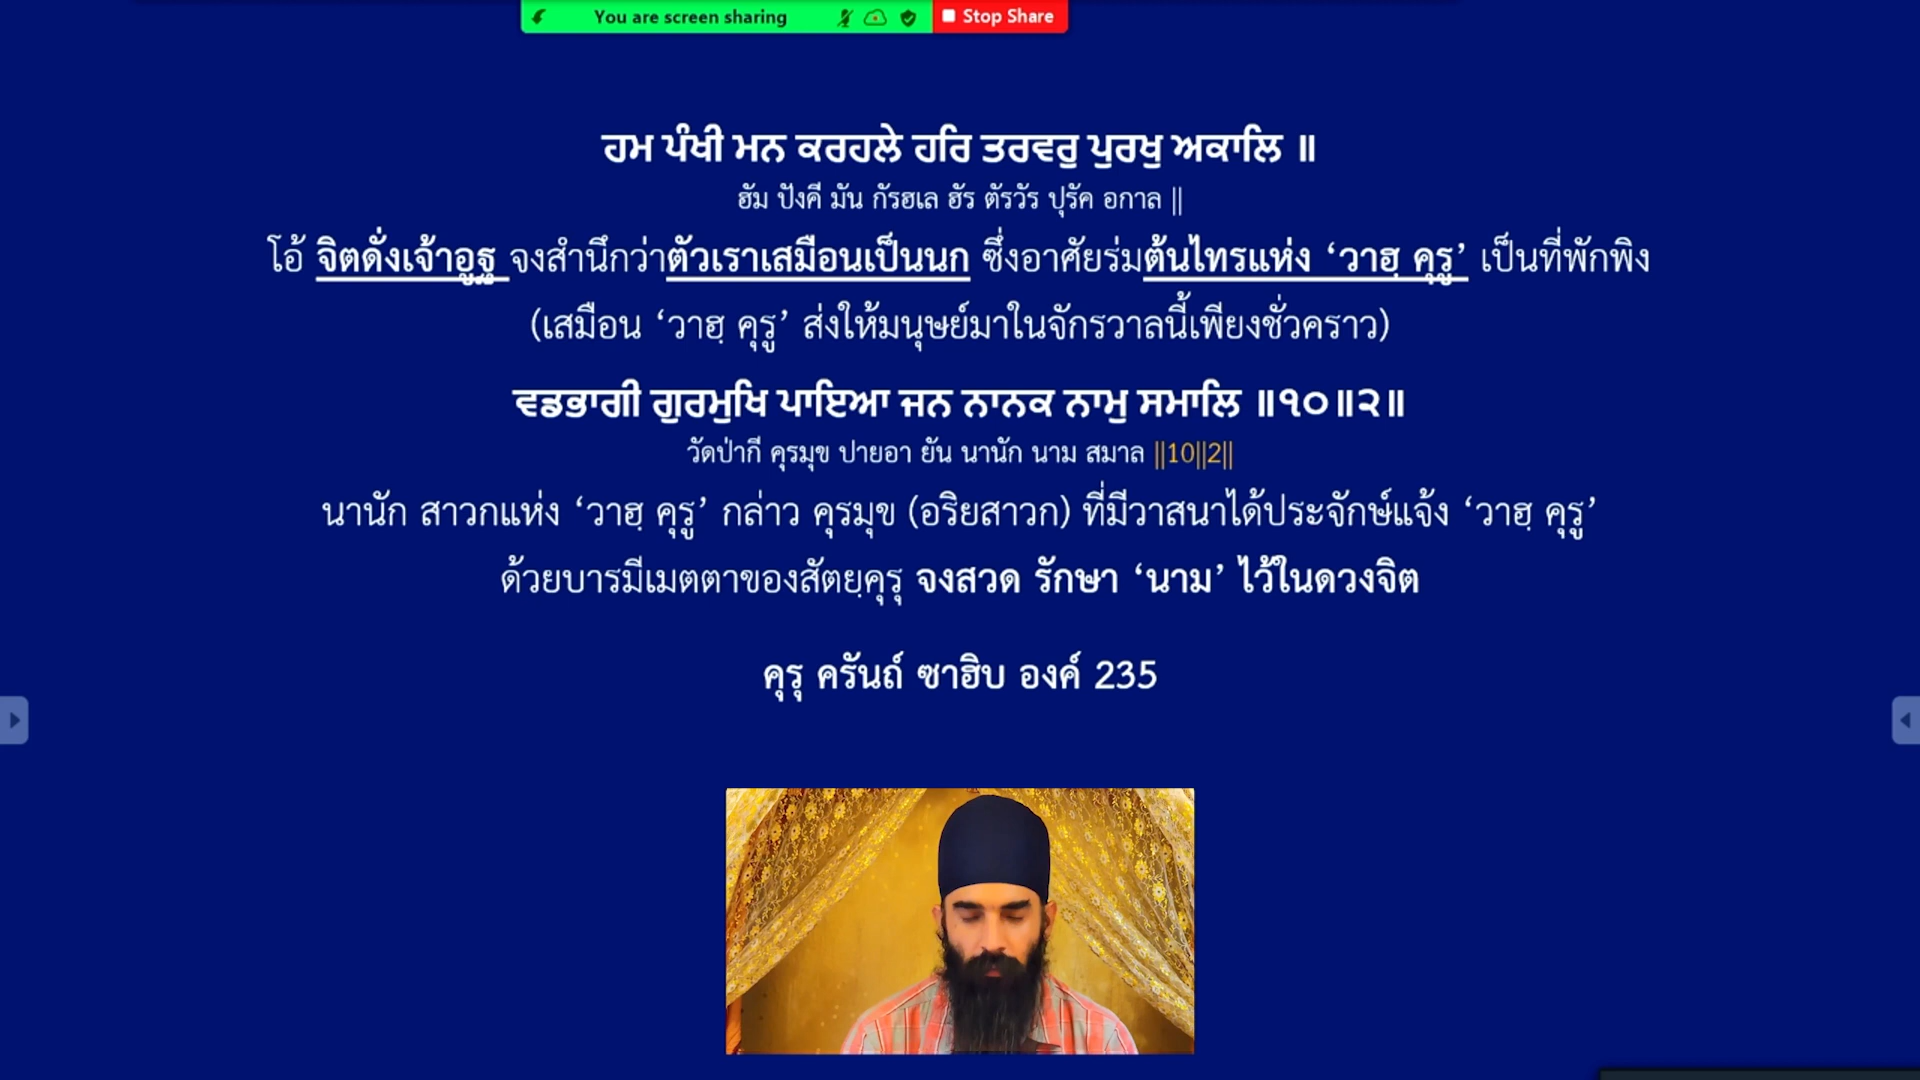 You are screen sharing
Stop Share
ਹਮ ਪੰਖੀ ਮਨ ਕਰਹਲੇ ਹਰਿ ਤਰਵਰੁ ਪੁਰਖੁ ਅਕਾਲਿ ॥
ฮัม ปังคี มัน กัรฮเล ฮัร ตัรวัร ปุรัค อกาล ||
โอ้ จิตดั่งเจ้าอูฐ จงสำนึกว่าตัวเราเสมือนเป็นนก ซึ่งอาศัยร่มต้นไทรแห่ง ‘วาฮฺ คุรู’ เป็นที่พักพิง
(เสมือน ‘วาฮฺ คุรู’ ส่งให้มนุษย์มาในจักรวาลนี้เพียงชั่วคราว)
ਵਡਭਾਗੀ ਗੁਰਮੁਖਿ ਪਾਇਆ ਜਨ ਨਾਨਕ ਨਾਮੁ ਸਮਾਲਿ ॥੧੦॥੨॥
วัดป่ากี คุรมุข ปายอา ยัน นานัก นาม สมาล ||10||2||
นานัก สาวกแห่ง ‘วาฮฺ คุรู’ กล่าว คุรมุข (อริยสาวก) ที่มีวาสนาได้ประจักษ์แจ้ง ‘วาฮฺ คุรู’
ด้วยบารมีเมตตาของสัตยฺคุรุ จงสวด รักษา ‘นาม’ ไว้ในดวงจิต
คุรุ ครันถ์ ซาฮิบ องค์ 235